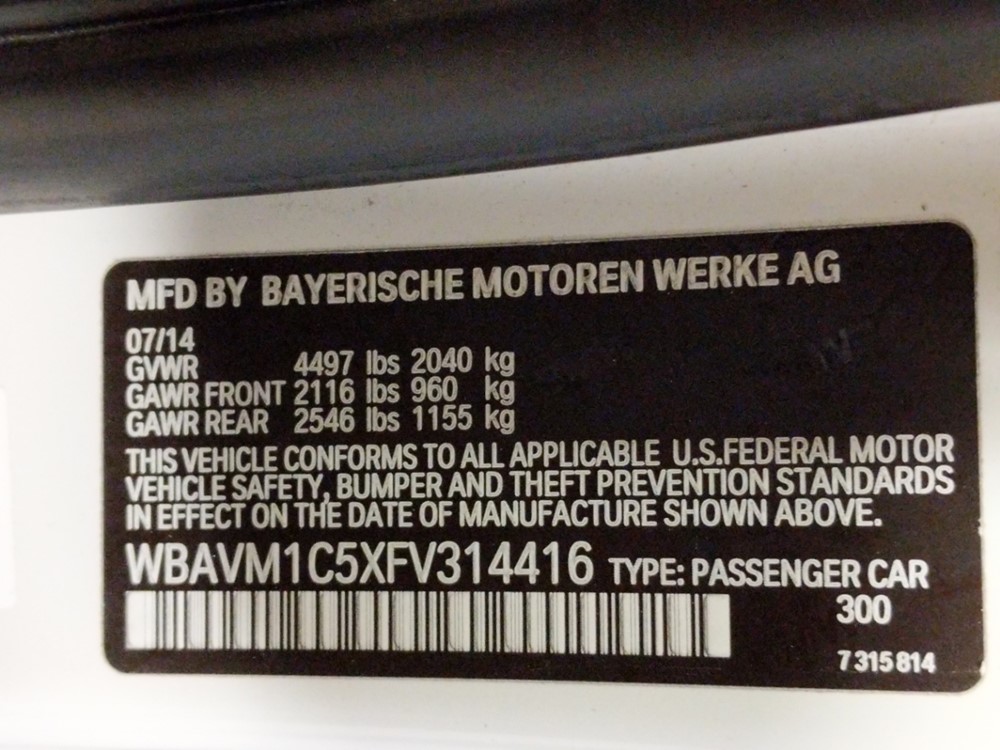 MFD BY BAYERISCHE MOTOREN WERKE AG
07/14
GVWR 4497 lbs 2040 kg
GAWR FRONT 2116 lbs 960 kg
GAWR REAR 2546 lbs 1155 kg
THIS VEHICLE CONFORMS TO ALL APPLICABLE U.S.FEDERAL MOTOR
VEHICLE SAFETY, BUMPER AND THEFT PREVENTION STANDARDS
IN EFFECT ON THE DATE OF MANUFACTURE SHOWN ABOVE.
WBAVM1C5XFV314416 TYPE: PASSENGER CAR
300
7 315 814